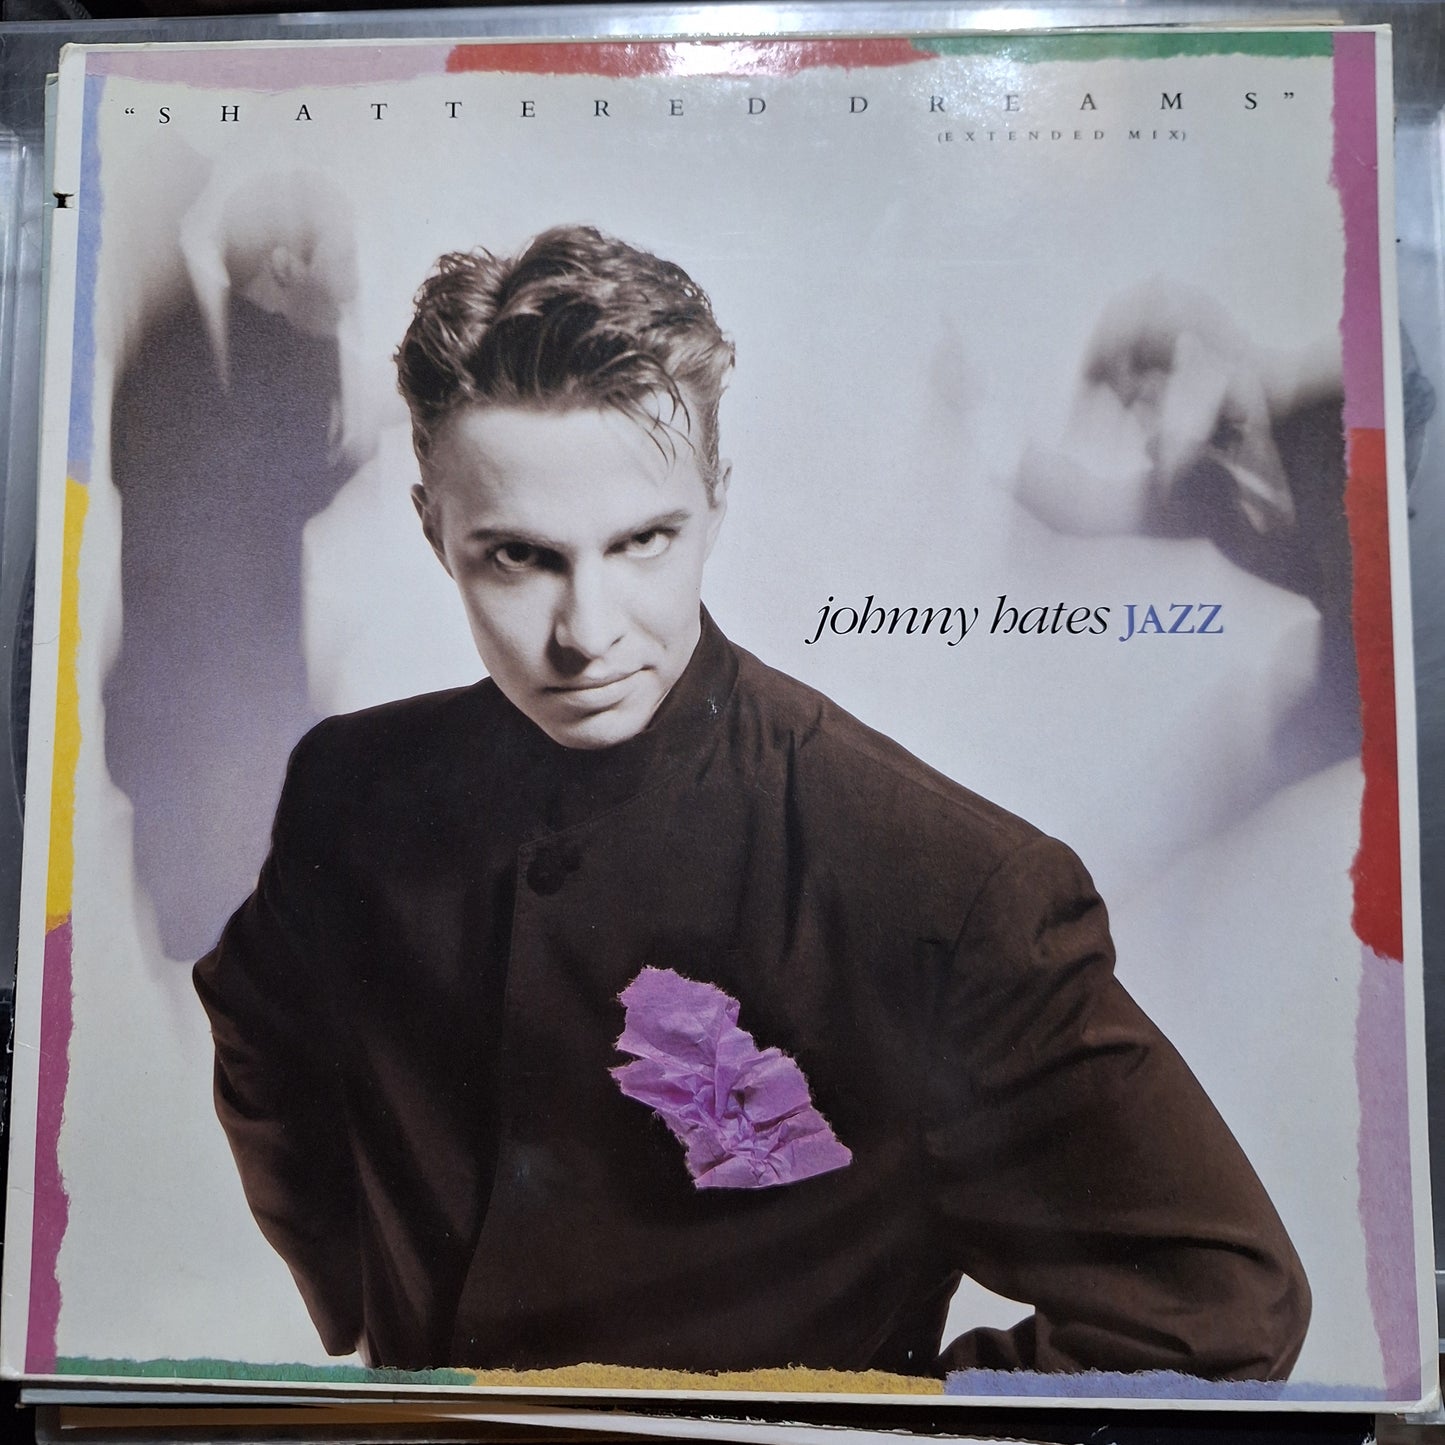 “SHATTERED DREAMS”
(EXTENDED MIX)
johnny hates JAZZ